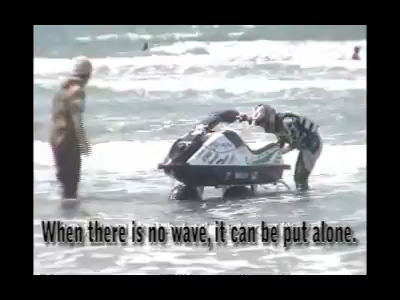 When there is no wave, it can be put alone.